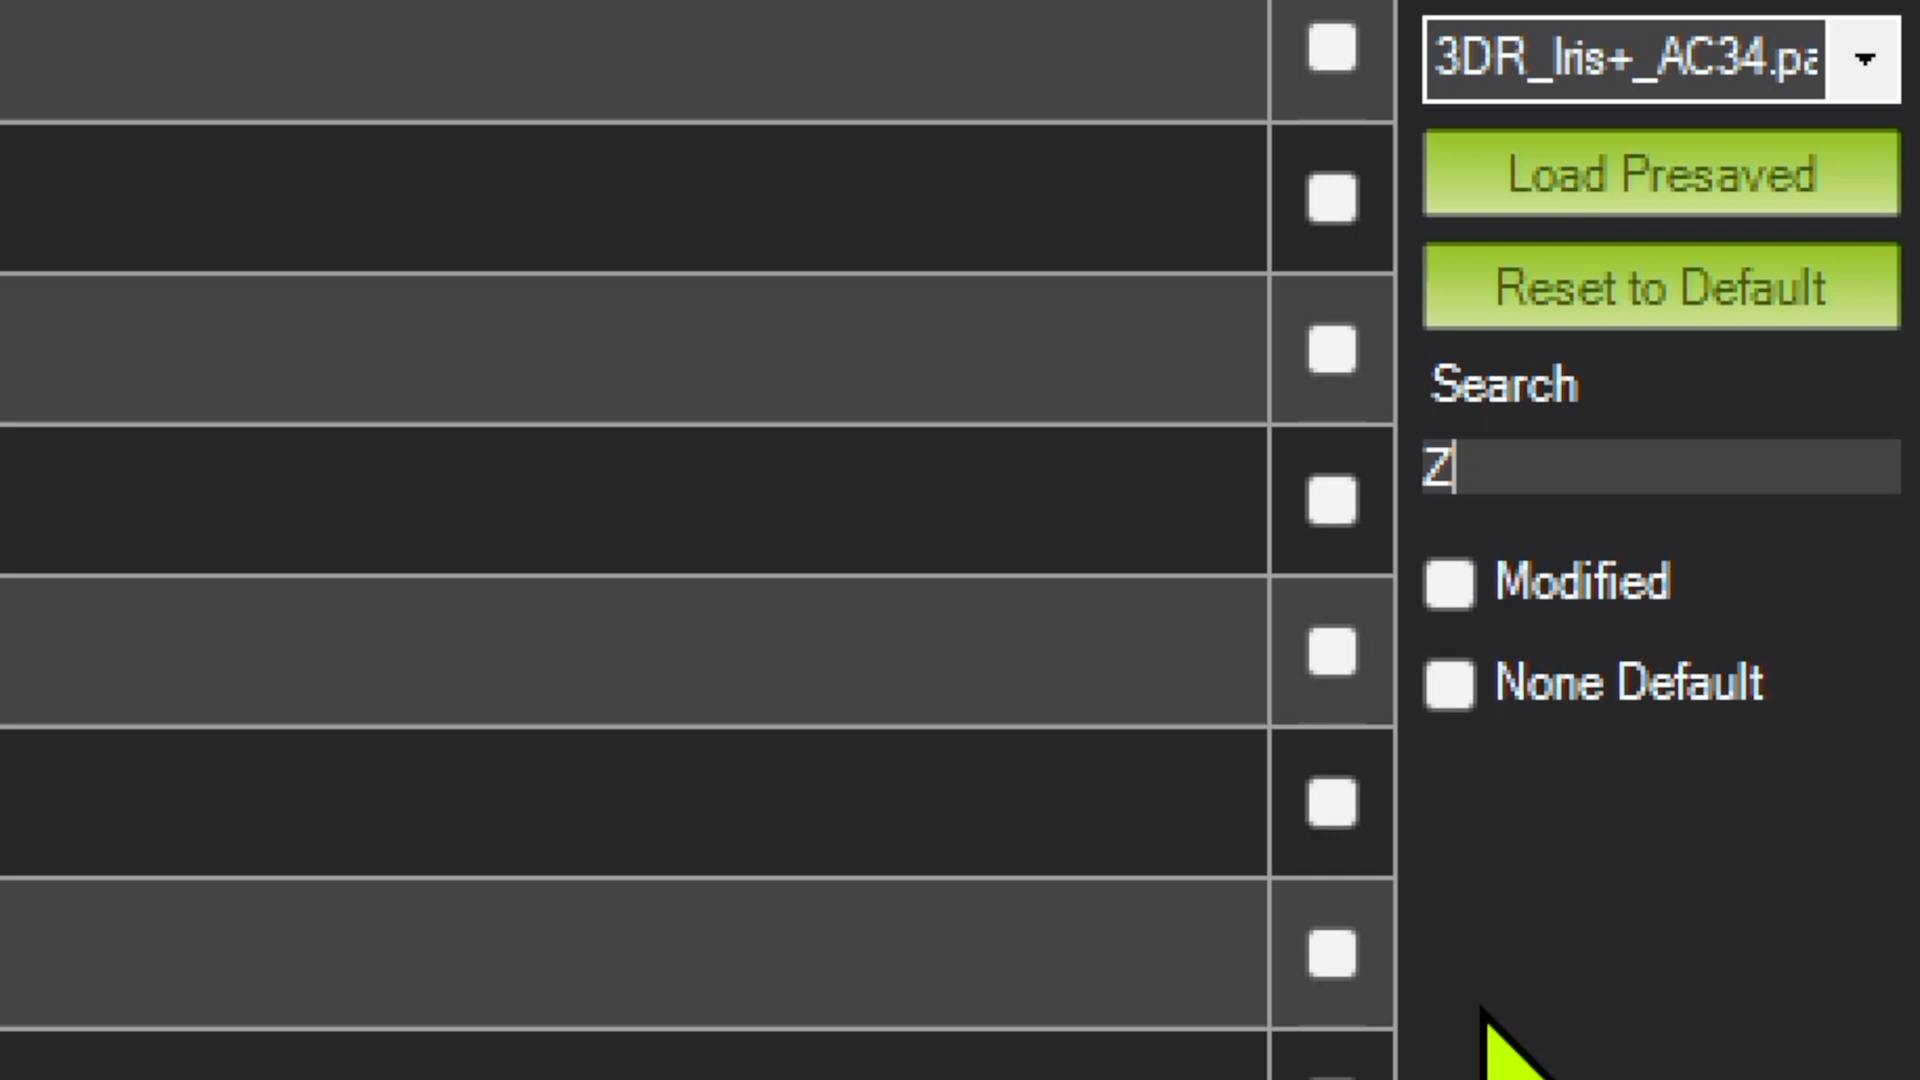 3DR_Iris+_AC34.pa
Load Presaved
Reset to Default
Search
Z
Modified
None Default